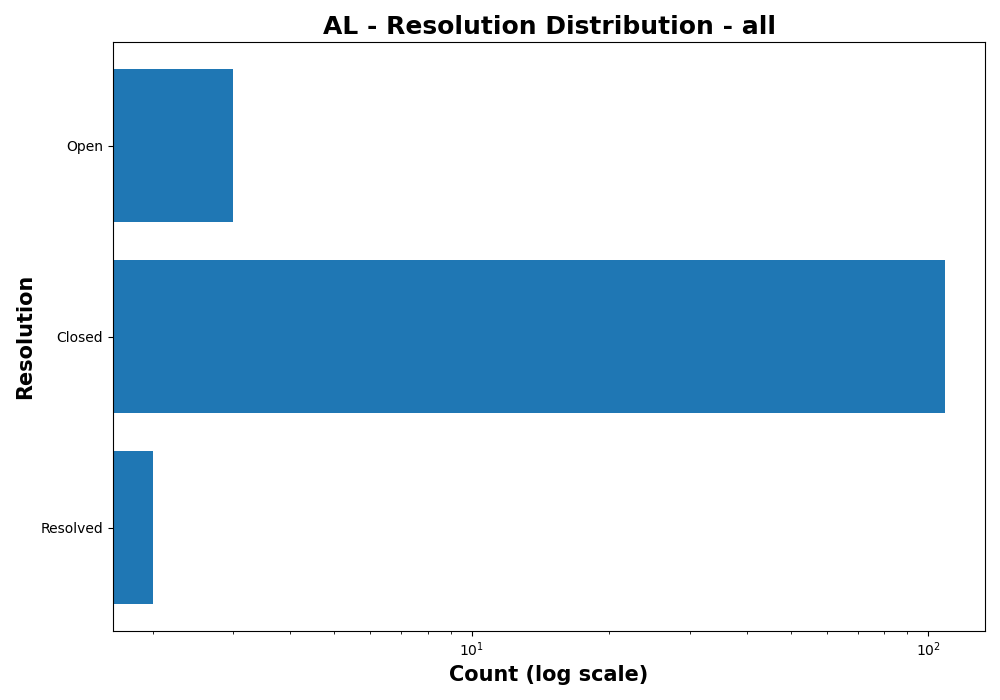 AL - Resolution Distribution - all
Open
Closed
Resolved
Resolution
10¹
10²
Count (log scale)